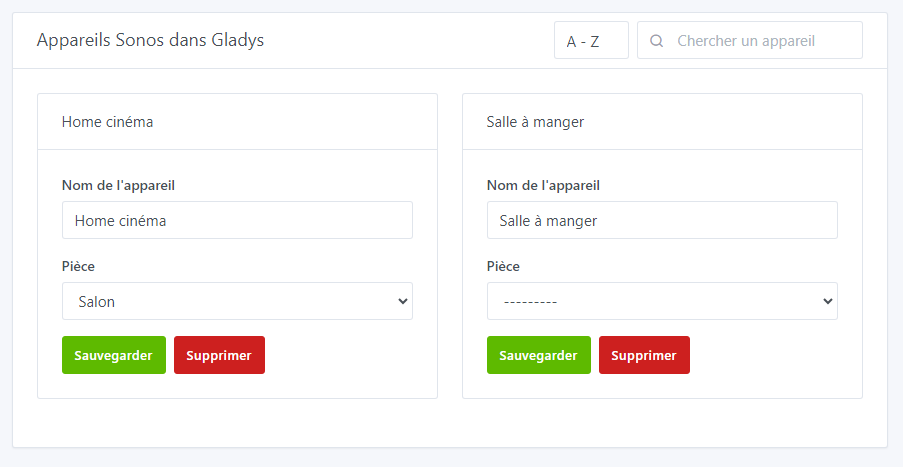 Appareils Sonos dans Gladys
A - Z
Chercher un appareil
Home cinéma
Nom de l'appareil
Home cinéma
Pièce
Salon
Sauvegarder
Supprimer
Salle à manger
Nom de l'appareil
Salle à manger
Pièce
---------
Sauvegarder
Supprimer